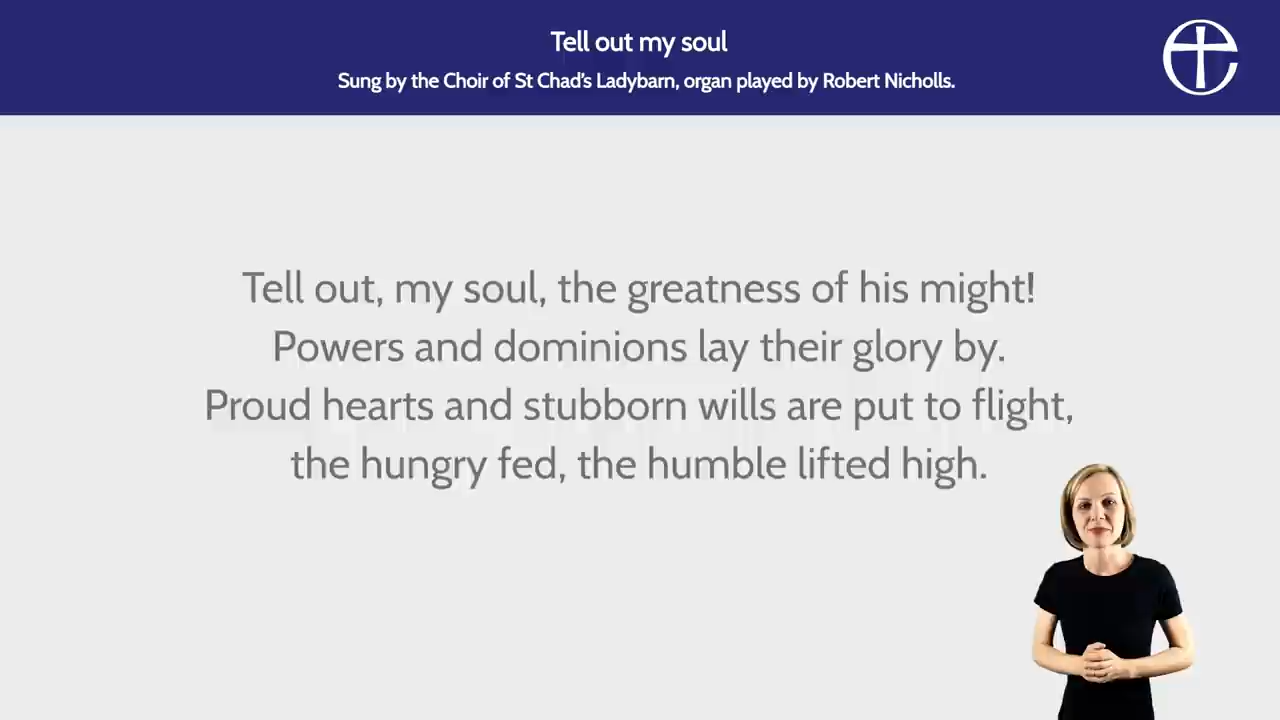 Tell out my soul
Sung by the Choir of St Chad's Ladybarn, organ played by Robert Nicholls.
Tell out, my soul, the greatness of his might!
Powers and dominions lay their glory by.
Proud hearts and stubborn wills are put to flight,
the hungry fed, the humble lifted high.